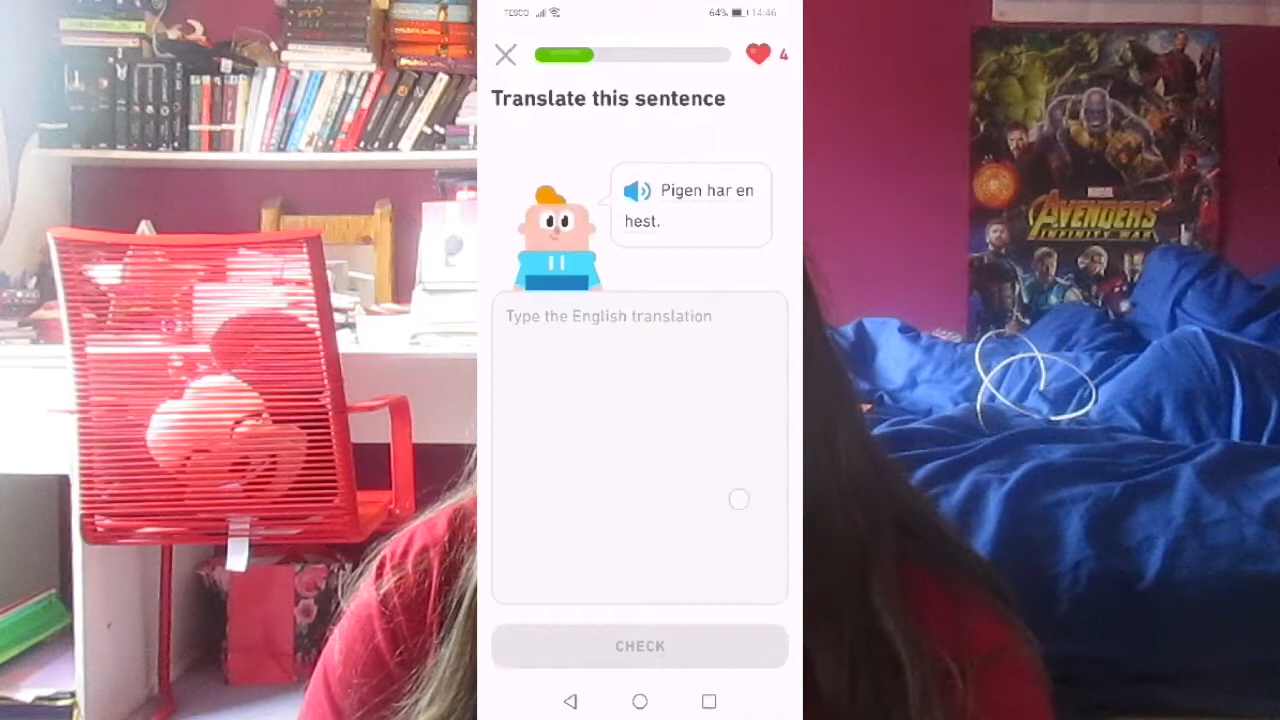 TESCO 64% 14:46
4
Translate this sentence
Pigen har en
hest.
Type the English translation
CHECK
MARVEL
AVENGERS
INFINITY WAR